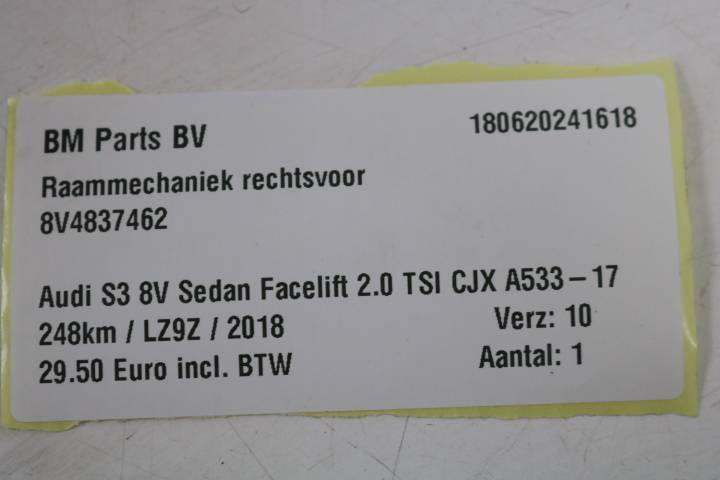 BM Parts BV 180620241618
Raammechaniek rechtsvoor
8V4837462
Audi S3 8V Sedan Facelift 2.0 TSI CJX A533-17
248km / LZ9Z / 2018 Verz: 10
29.50 Euro incl. BTW Aantal: 1